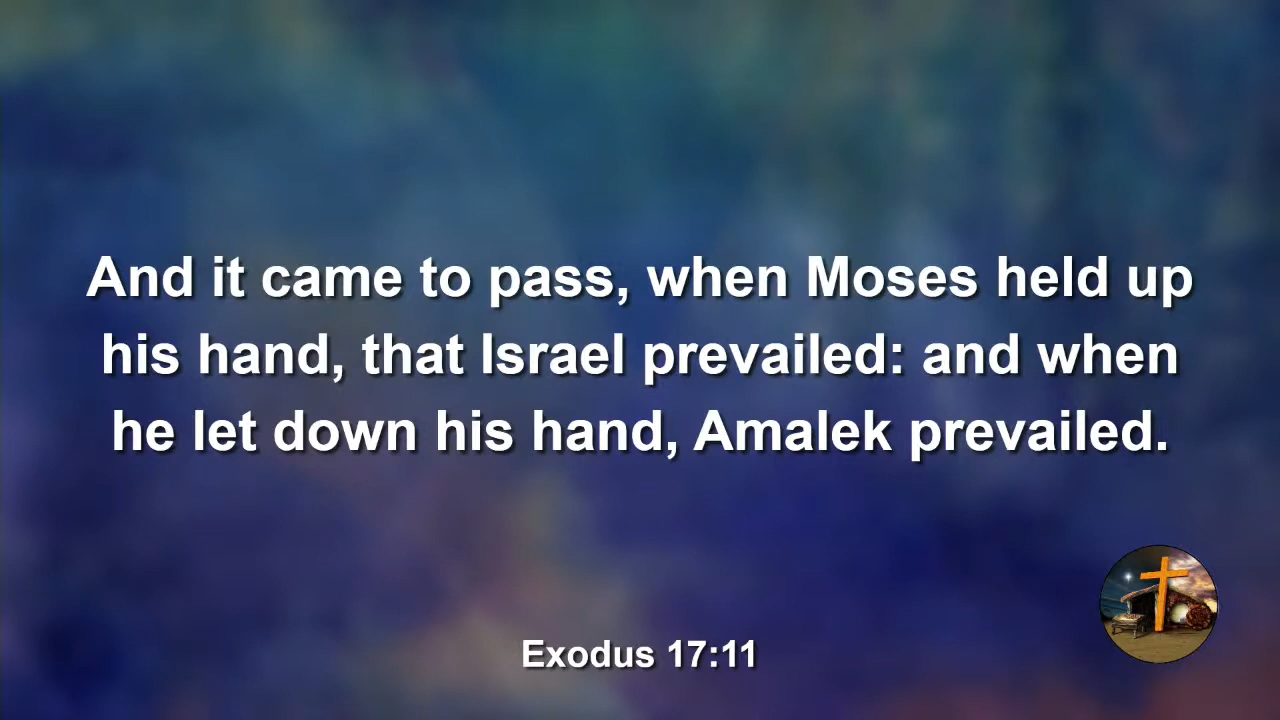 And it came to pass, when Moses held up
his hand, that Israel prevailed: and when
he let down his hand, Amalek prevailed.
Exodus 17:11